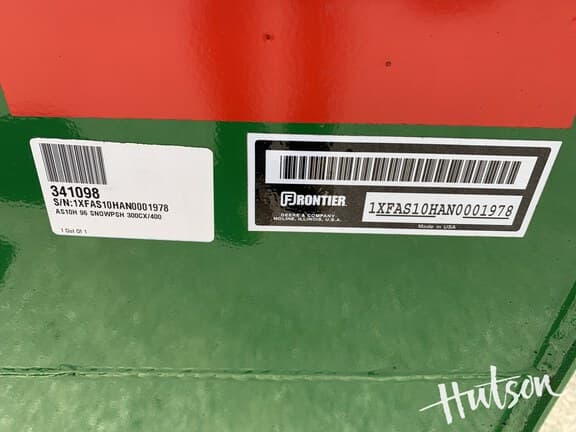 341098
S/N:1XFAS10HAN0001978
AS10H 96 SNOWPSH 300CX/400
1 Out Of 1
FRONTIER
DEERE & COMPANY
MOLINE, ILLINOIS, U.S.A.
1XFAS10HAN0001978
Made in USA
Hutson